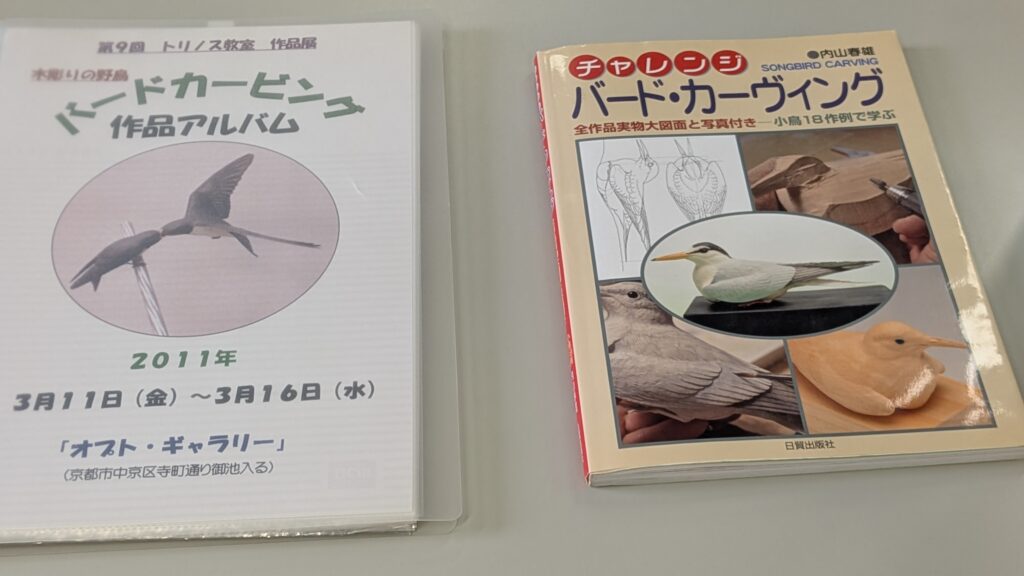 第9回 トリノス教室 作品展
木彫りの野鳥
バードカービング
作品アルバム
2011年
3月11日（金）～3月16日（水）
「オプト・ギャラリー」
（京都市中京区寺町通り御池入る）
チャレンジ
●内山春雄
SONGBIRD CARVING
バード・カーヴィング
全作品実物大図面と写真付き―小鳥18作例で学ぶ
日貿出版社